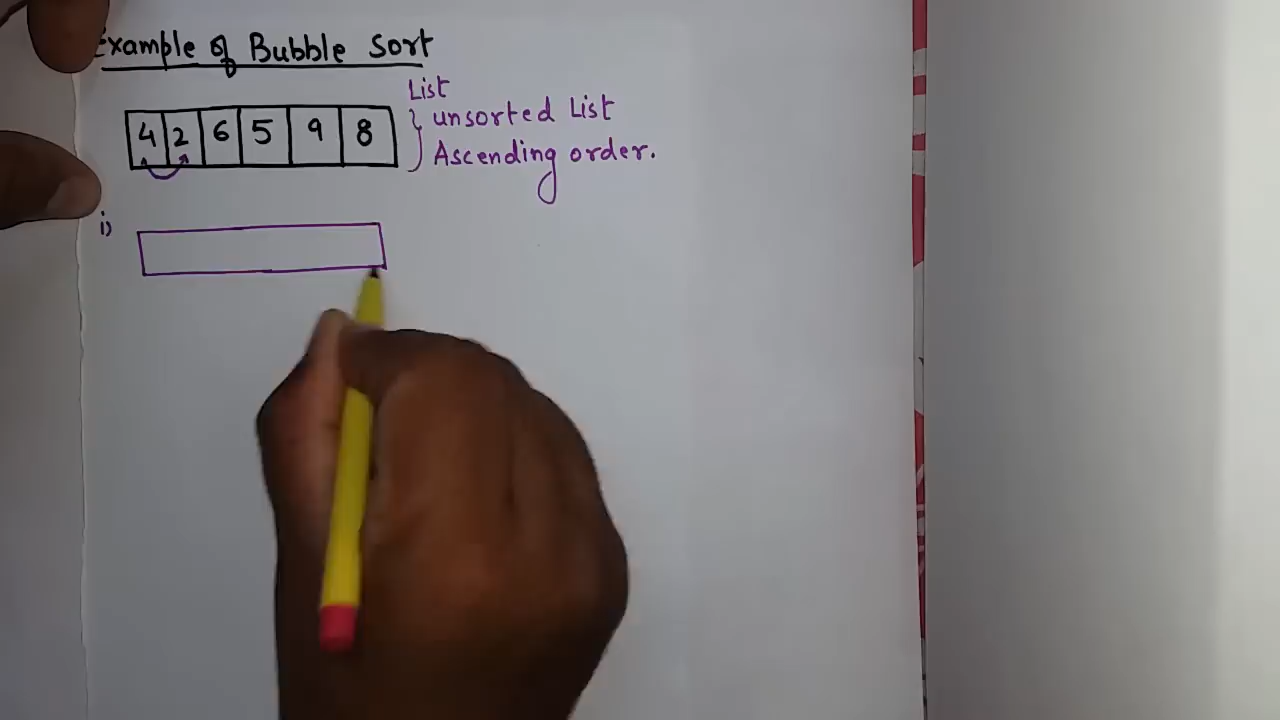 Example of Bubble Sort
List
4 2 6 5 9 8
unsorted List
Ascending order.
i)